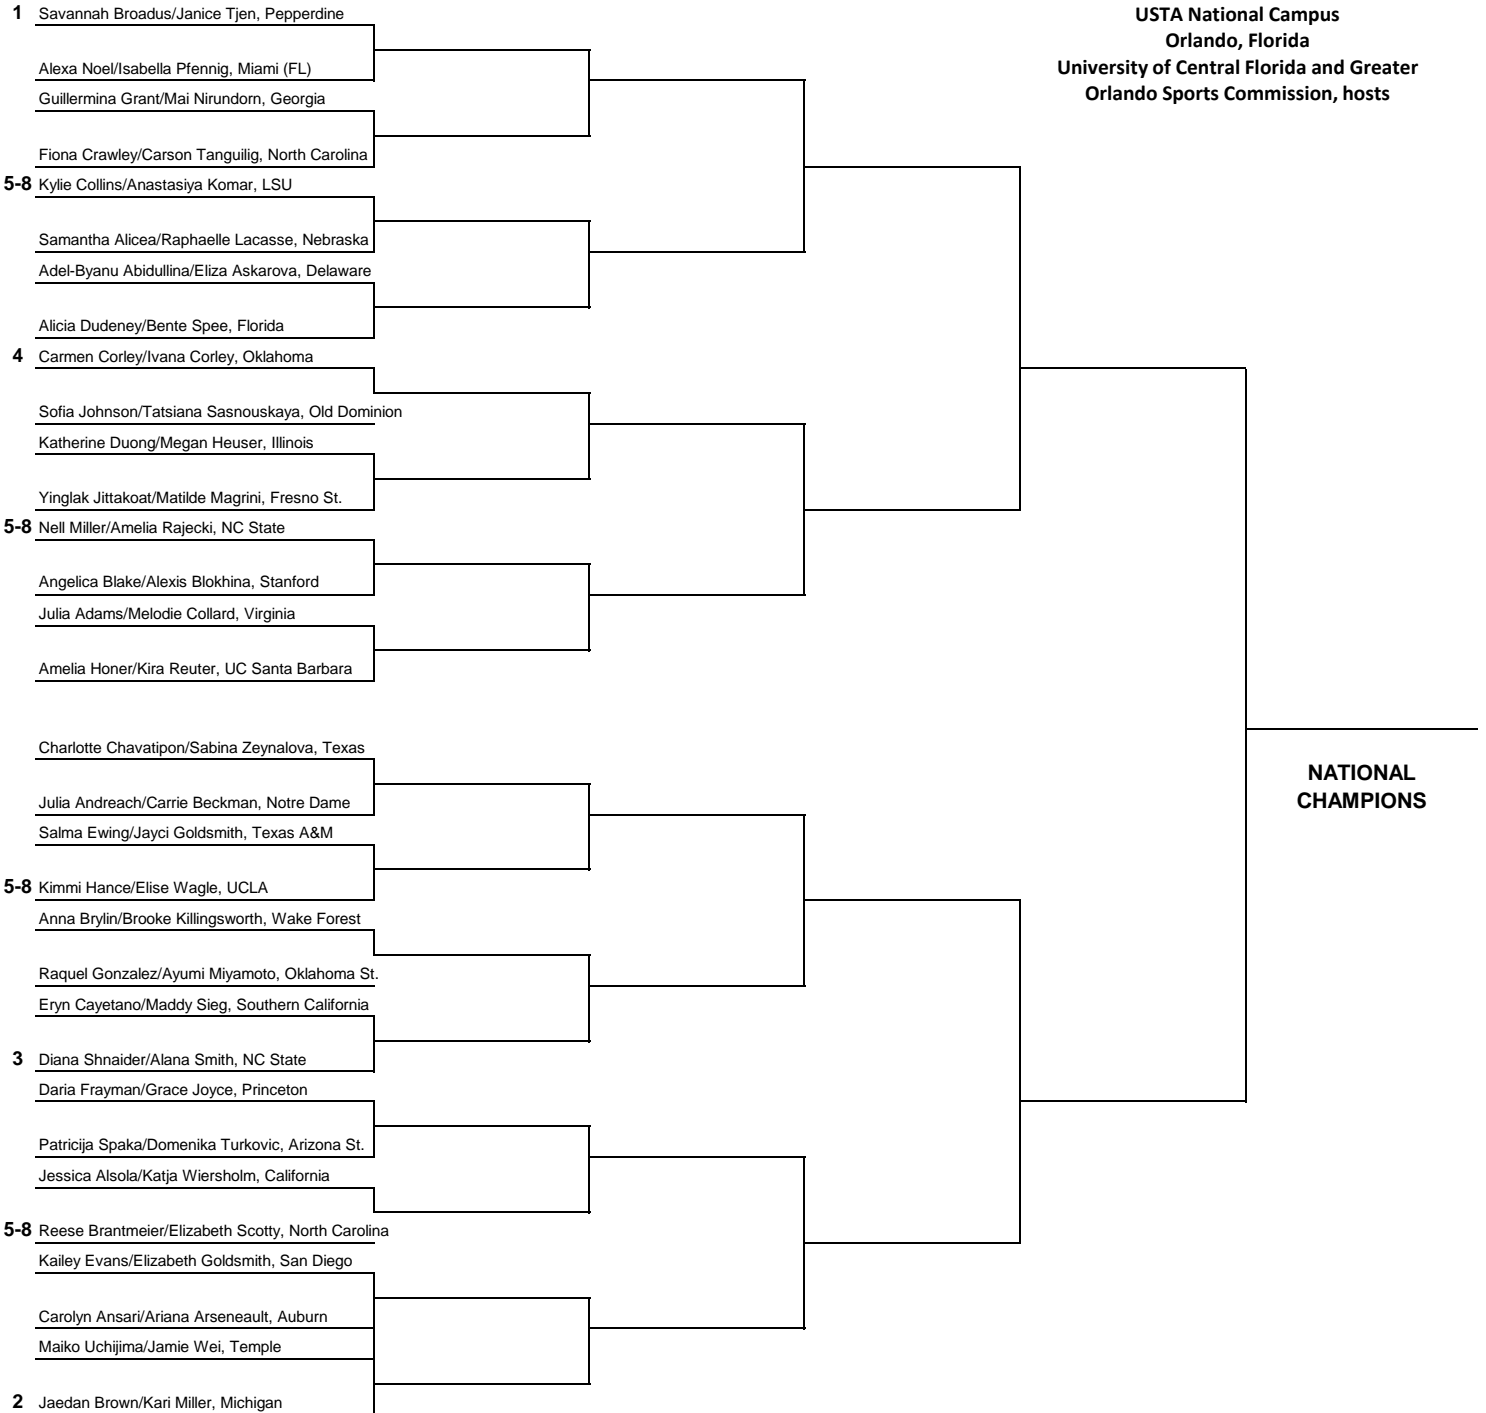 1 Savannah Broadus/Janice Tjen, Pepperdine
USTA National Campus
Orlando, Florida
University of Central Florida and Greater
Orlando Sports Commission, hosts
Alexa Noel/Isabella Pfennig, Miami (FL)
Guillermina Grant/Mai Nirundorn, Georgia
Fiona Crawley/Carson Tanguilig, North Carolina
5-8 Kylie Collins/Anastasiya Komar, LSU
Samantha Alicea/Raphaelle Lacasse, Nebraska
Adel-Byanu Abidullina/Eliza Askarova, Delaware
Alicia Dudeney/Bente Spee, Florida
4 Carmen Corley/Ivana Corley, Oklahoma
Sofia Johnson/Tatsiana Sasnouskaya, Old Dominion
Katherine Duong/Megan Heuser, Illinois
Yinglak Jittakoat/Matilde Magrini, Fresno St.
5-8 Nell Miller/Amelia Rajecki, NC State
Angelica Blake/Alexis Blokhina, Stanford
Julia Adams/Melodie Collard, Virginia
Amelia Honer/Kira Reuter, UC Santa Barbara
Charlotte Chavatipon/Sabina Zeynalova, Texas
NATIONAL
CHAMPIONS
Julia Andreach/Carrie Beckman, Notre Dame
Salma Ewing/Jayci Goldsmith, Texas A&M
5-8 Kimmi Hance/Elise Wagle, UCLA
Anna Brylin/Brooke Killingsworth, Wake Forest
Raquel Gonzalez/Ayumi Miyamoto, Oklahoma St.
Eryn Cayetano/Maddy Sieg, Southern California
3 Diana Shnaider/Alana Smith, NC State
Daria Frayman/Grace Joyce, Princeton
Patricija Spaka/Domenika Turkovic, Arizona St.
Jessica Alsola/Katja Wiersholm, California
5-8 Reese Brantmeier/Elizabeth Scotty, North Carolina
Kailey Evans/Elizabeth Goldsmith, San Diego
Carolyn Ansari/Ariana Arseneault, Auburn
Maiko Uchijima/Jamie Wei, Temple
2 Jaedan Brown/Kari Miller, Michigan